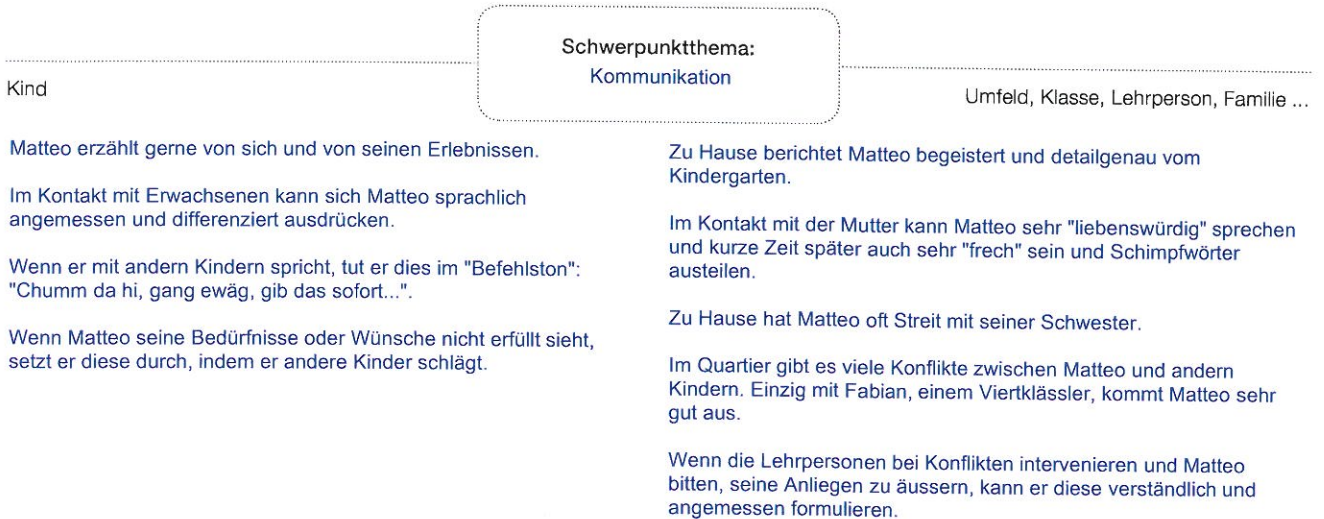 Schwerpunktthema:
Kommunikation
Kind
Umfeld, Klasse, Lehrperson, Familie ...
Matteo erzählt gerne von sich und von seinen Erlebnissen.
Im Kontakt mit Erwachsenen kann sich Matteo sprachlich
angemessen und differenziert ausdrücken.
Wenn er mit andern Kindern spricht, tut er dies im "Befehlston":
"Chumm da hi, gang ewäg, gib das sofort...".
Wenn Matteo seine Bedürfnisse oder Wünsche nicht erfüllt sieht,
setzt er diese durch, indem er andere Kinder schlägt.
Zu Hause berichtet Matteo begeistert und detailgenau vom
Kindergarten.
Im Kontakt mit der Mutter kann Matteo sehr "liebenswürdig" sprechen
und kurze Zeit später auch sehr "frech" sein und Schimpfwörter
austeilen.
Zu Hause hat Matteo oft Streit mit seiner Schwester.
Im Quartier gibt es viele Konflikte zwischen Matteo und andern
Kindern. Einzig mit Fabian, einem Viertklässler, kommt Matteo sehr
gut aus.
Wenn die Lehrpersonen bei Konflikten intervenieren und Matteo
bitten, seine Anliegen zu äussern, kann er diese verständlich und
angemessen formulieren.